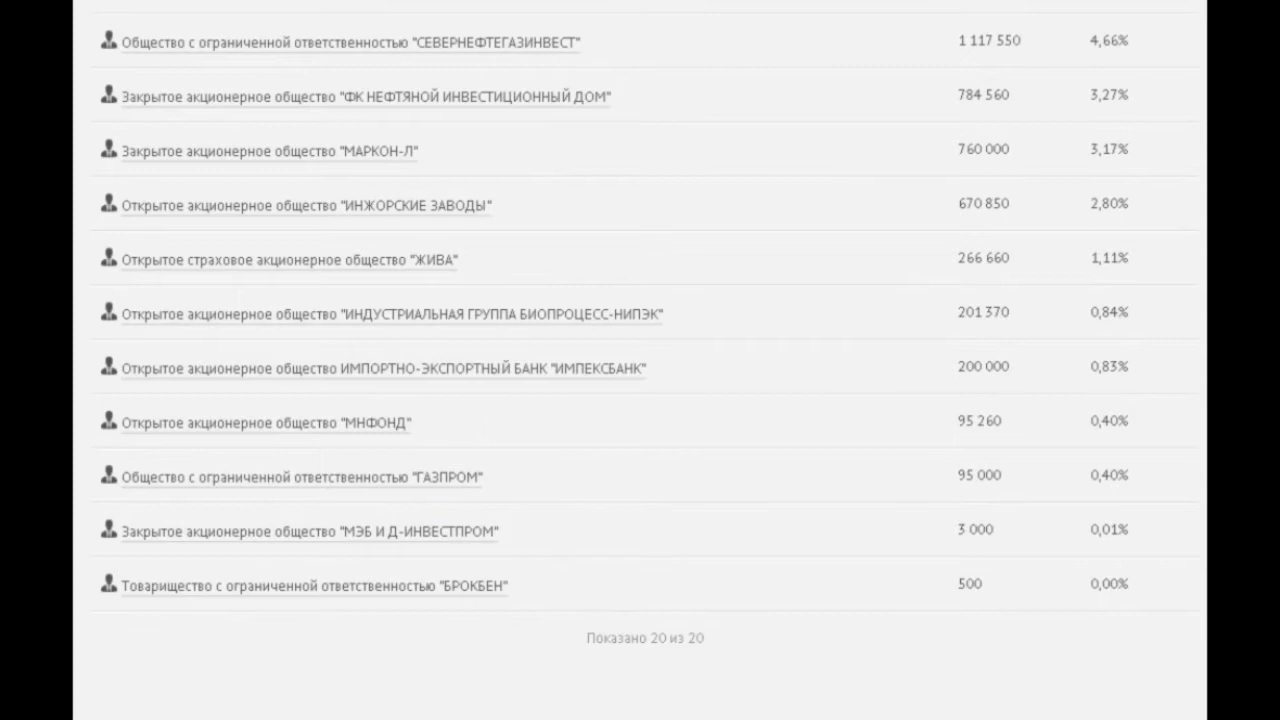 Общество с ограниченной ответственностью "СЕВЕРНЕФТЕГАЗИНВЕСТ" 1 117 550 4,66%
Закрытое акционерное общество "ФК НЕФТЯНОЙ ИНВЕСТИЦИОННЫЙ ДОМ" 784 560 3,27%
Закрытое акционерное общество "МАРКОН-Л" 760 000 3,17%
Открытое акционерное общество "ИНЖОРСКИЕ ЗАВОДЫ" 670 850 2,80%
Открытое страховое акционерное общество "ЖИВА" 266 660 1,11%
Открытое акционерное общество "ИНДУСТРИАЛЬНАЯ ГРУППА БИОПРОЦЕСС-НИПЭК" 201 370 0,84%
Открытое акционерное общество ИМПОРТНО-ЭКСПОРТНЫЙ БАНК "ИМПЕКСБАНК" 200 000 0,83%
Открытое акционерное общество "МНФОНД" 95 260 0,40%
Общество с ограниченной ответственностью "ГАЗПРОМ" 95 000 0,40%
Закрытое акционерное общество "МЭБ И Д-ИНВЕСТПРОМ" 3 000 0,01%
Товарищество с ограниченной ответственностью "БРОКБЕН" 500 0,00%
Показано 20 из 20